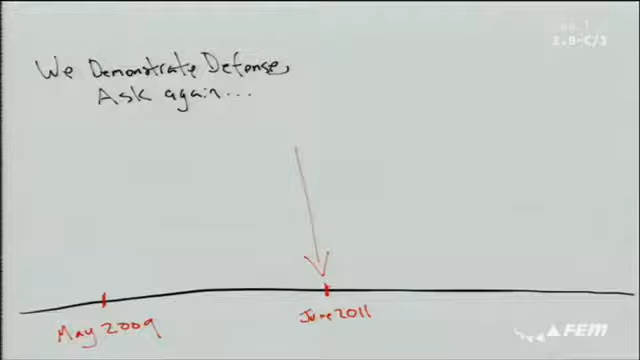 We Demonstrate Defense,
Ask again...
May 2009
June 2011
FEM